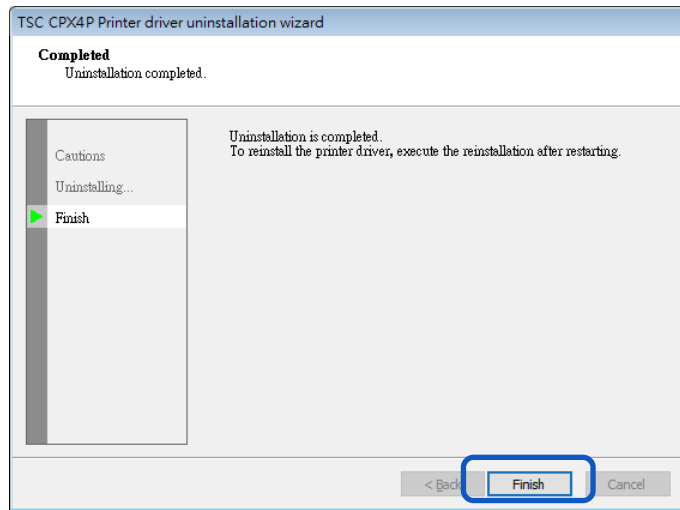 TSC CPX4P Printer driver uninstallation wizard
Completed
Uninstallation completed.
Uninstallation is completed.
To reinstall the printer driver, execute the reinstallation after restarting.
Cautions
Uninstalling...
Finish
< Back
Finish
Cancel